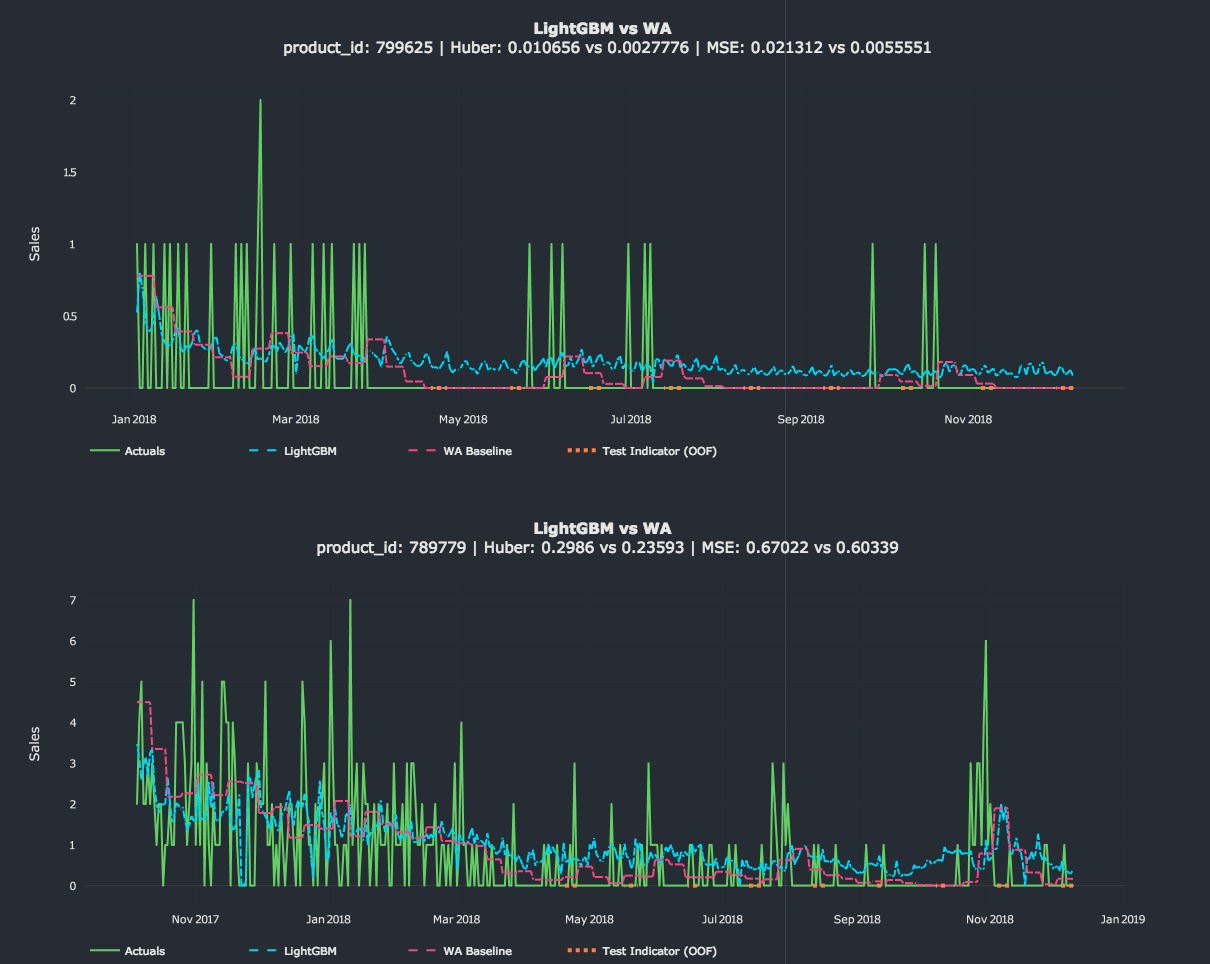 LightGBM vs WA
product_id: 799625 | Huber: 0.010656 vs 0.0027776 | MSE: 0.021312 vs 0.0055551
2
1.5
1
0.5
0
Sales
Jan 2018 Mar 2018 May 2018 Jul 2018 Sep 2018 Nov 2018
Actuals LightGBM WA Baseline Test Indicator (OOF)
LightGBM vs WA
product_id: 789779 | Huber: 0.2986 vs 0.23593 | MSE: 0.67022 vs 0.60339
7
6
5
4
3
2
1
0
Sales
Nov 2017 Jan 2018 Mar 2018 May 2018 Jul 2018 Sep 2018 Nov 2018 Jan 2019
Actuals LightGBM WA Baseline Test Indicator (OOF)